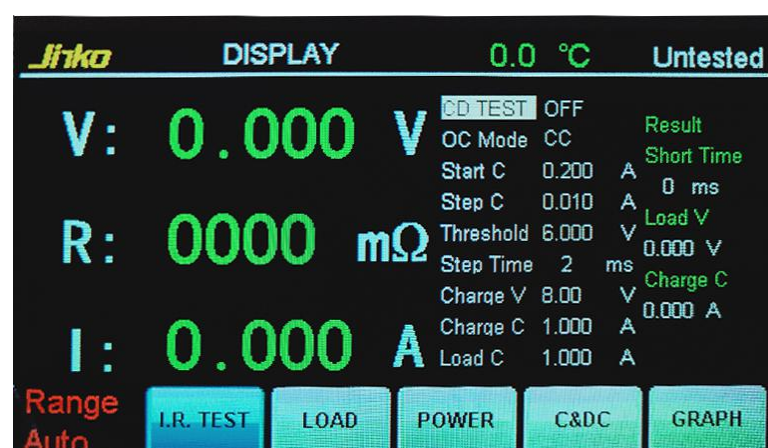 Jinko DISPLAY 0.0 °C Untested
V: 0.000 V
R: 0000 mΩ
I: 0.000 A
CD TEST OFF
OC Mode CC
Start C 0.200 A
Step C 0.010 A
Threshold 6.000 V
Step Time 2 ms
Charge V 8.00 V
Charge C 1.000 A
Load C 1.000 A
Result
Short Time
0 ms
Load V
0.000 V
Charge C
0.000 A
Range
Auto
I.R. TEST LOAD POWER C&DC GRAPH